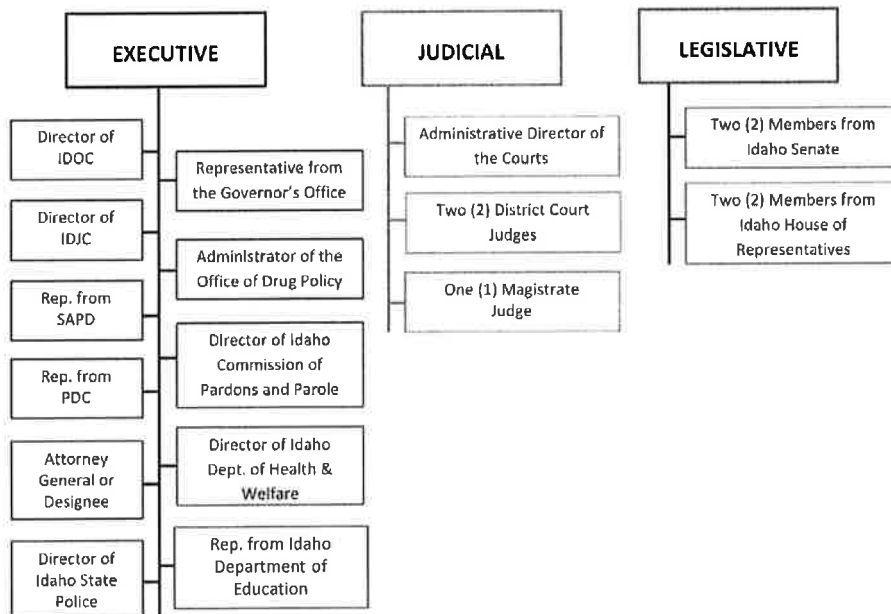 EXECUTIVE
Director of
IDOC
Director of
IDJC
Rep. from
SAPD
Rep. from
PDC
Attorney
General or
Designee
Director of
Idaho State
Police
Representative from
the Governor's Office
Administrator of the
Office of Drug Policy
Director of Idaho
Commission of
Pardons and Parole
Director of Idaho
Dept. of Health &
Welfare
Rep. from Idaho
Department of
Education
JUDICIAL
Administrative Director of
the Courts
Two (2) District Court
Judges
One (1) Magistrate
Judge
LEGISLATIVE
Two (2) Members from
Idaho Senate
Two (2) Members from
Idaho House of
Representatives